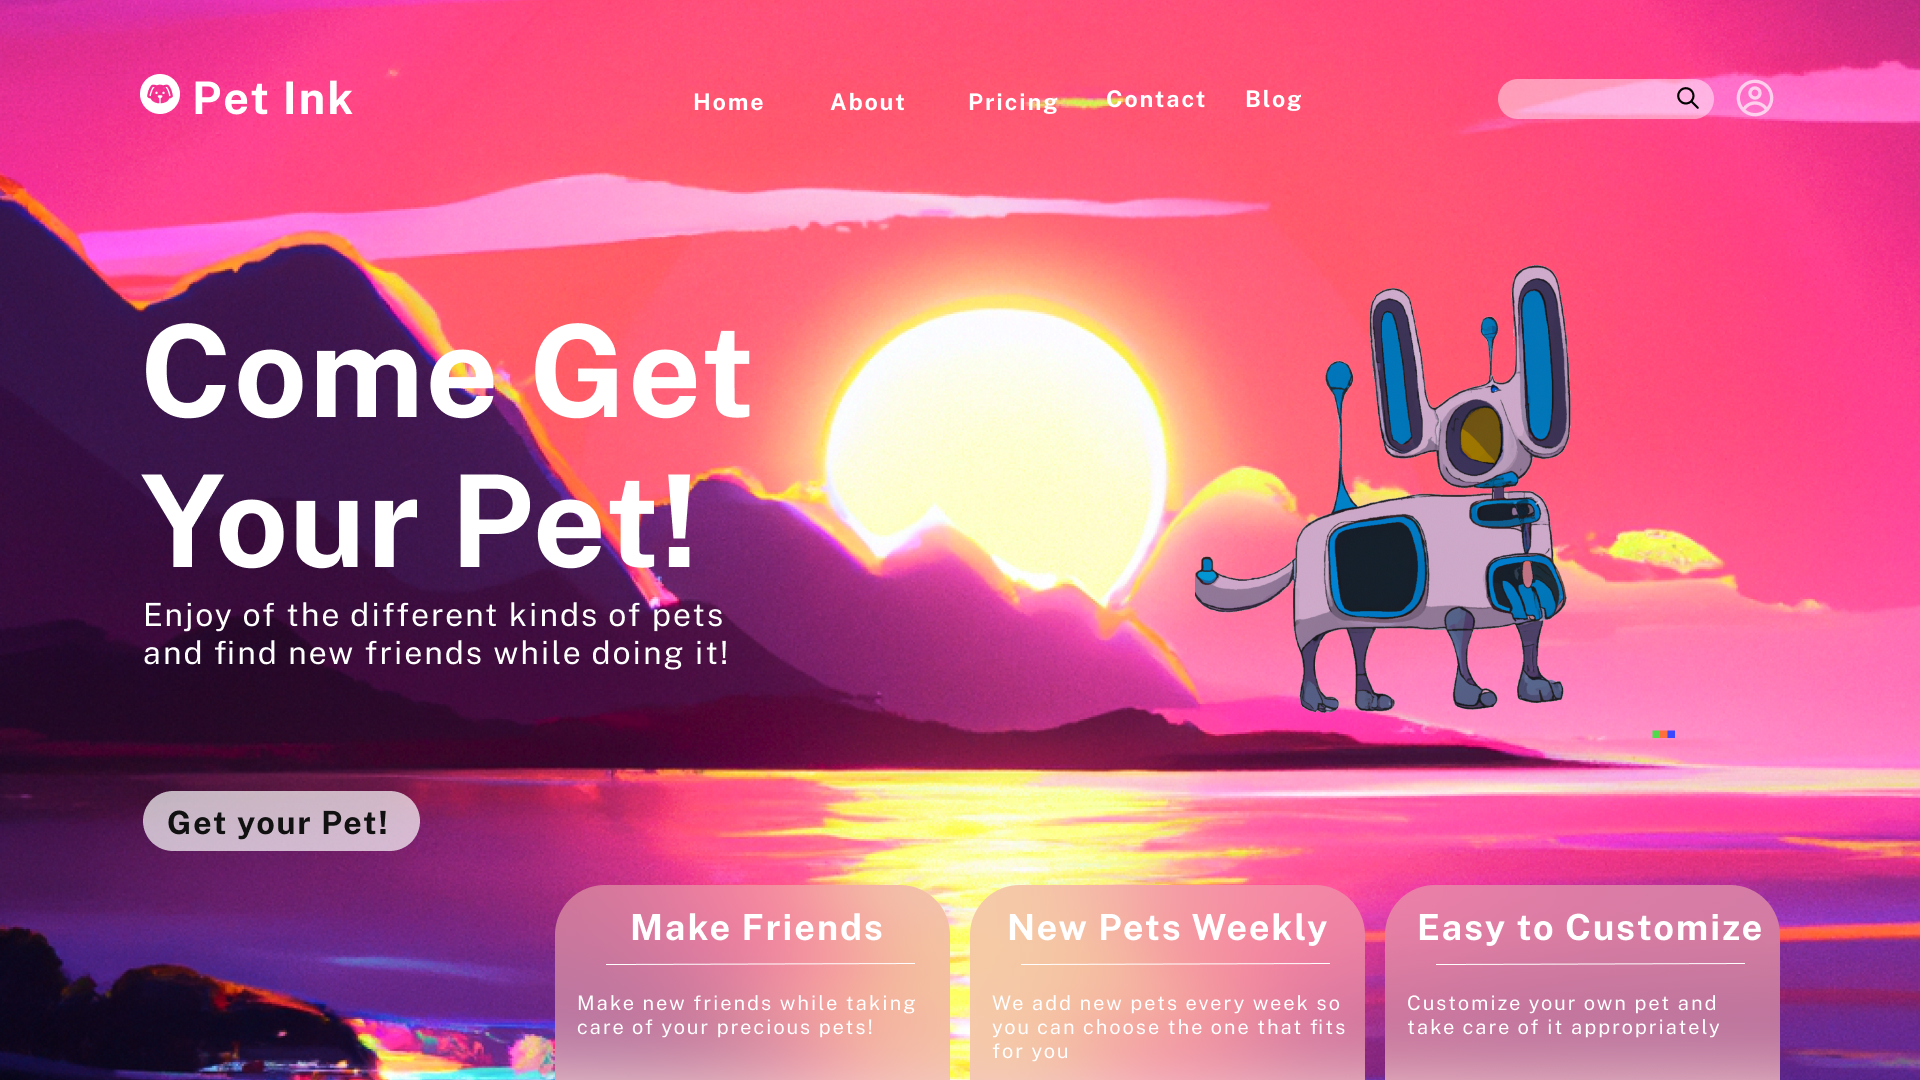 Pet Ink
Home About Pricing Contact Blog
Come Get
Your Pet!
Enjoy of the different kinds of pets
and find new friends while doing it!
Get your Pet!
Make Friends
Make new friends while taking
care of your precious pets!
New Pets Weekly
We add new pets every week so
you can choose the one that fits
for you
Easy to Customize
Customize your own pet and
take care of it appropriately